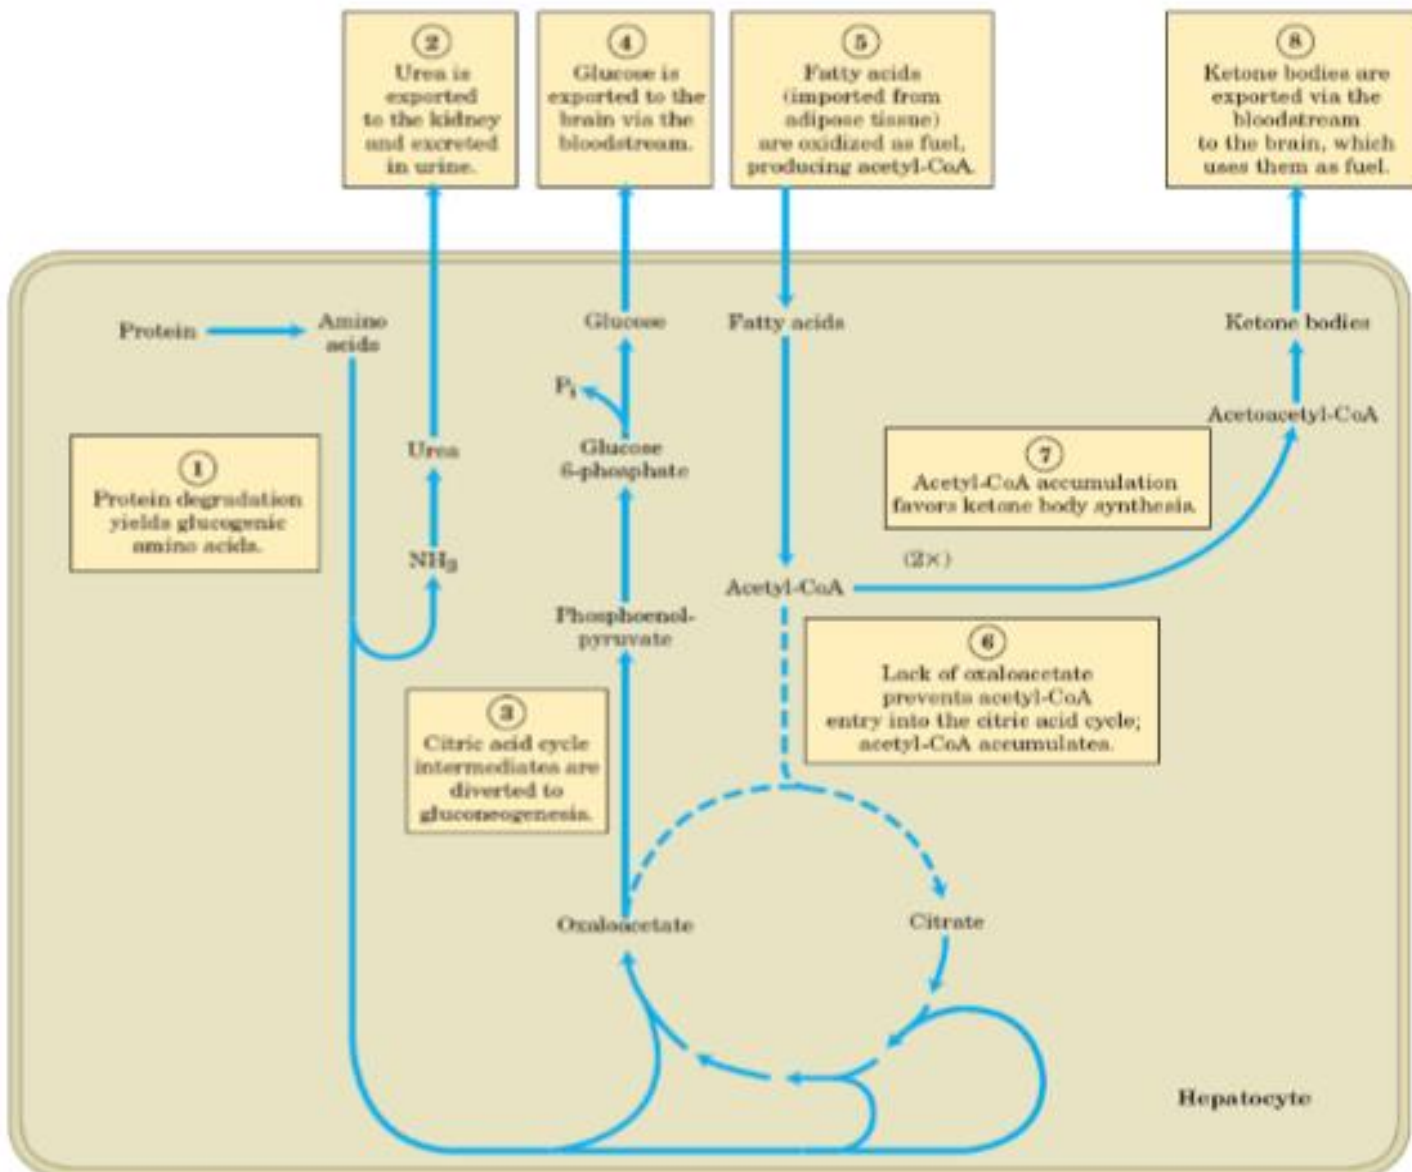 2
Urea is
exported
to the kidney
and excreted
in urine.
4
Glucose is
exported to the
brain via the
bloodstream.
5
Fatty acids
(imported from
adipose tissue)
are oxidized as fuel,
producing acetyl-CoA.
8
Ketone bodies are
exported via the
bloodstream
to the brain, which
uses them as fuel.
Protein
Amino
acids
Glucose
Fatty acids
Ketone bodies
Pi
Acetoacetyl-CoA
1
Protein degradation
yields glucogenic
amino acids.
Urea
Glucose
6-phosphate
7
Acetyl-CoA accumulation
favors ketone body synthesis.
NH3
(2×)
Acetyl-CoA
Phosphoenol-
pyruvate
6
Lack of oxaloacetate
prevents acetyl-CoA
entry into the citric acid cycle;
acetyl-CoA accumulates.
3
Citric acid cycle
intermediates are
diverted to
gluconeogenesis.
Oxaloacetate
Citrate
Hepatocyte